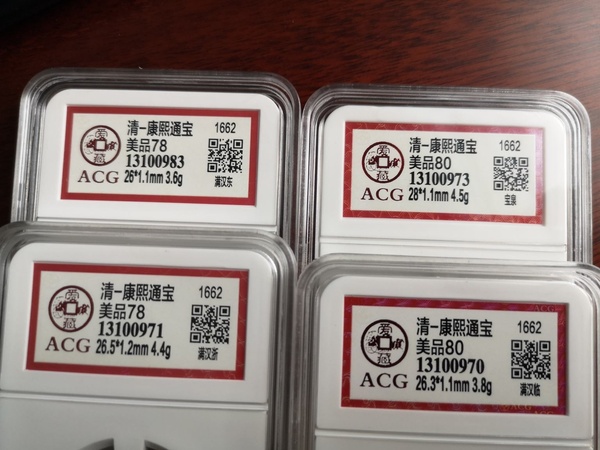 清-康熙通宝 1662
美品78
13100983
ACG 26*1.1mm 3.6g 满汉东
清-康熙通宝 1662
美品80
13100973
ACG 28*1.1mm 4.5g 宝泉
清-康熙通宝 1662
美品78
13100971
ACG 26.5*1.2mm 4.4g 满汉浙
清-康熙通宝 1662
美品80
13100970
ACG 26.3*1.1mm 3.8g 满汉临